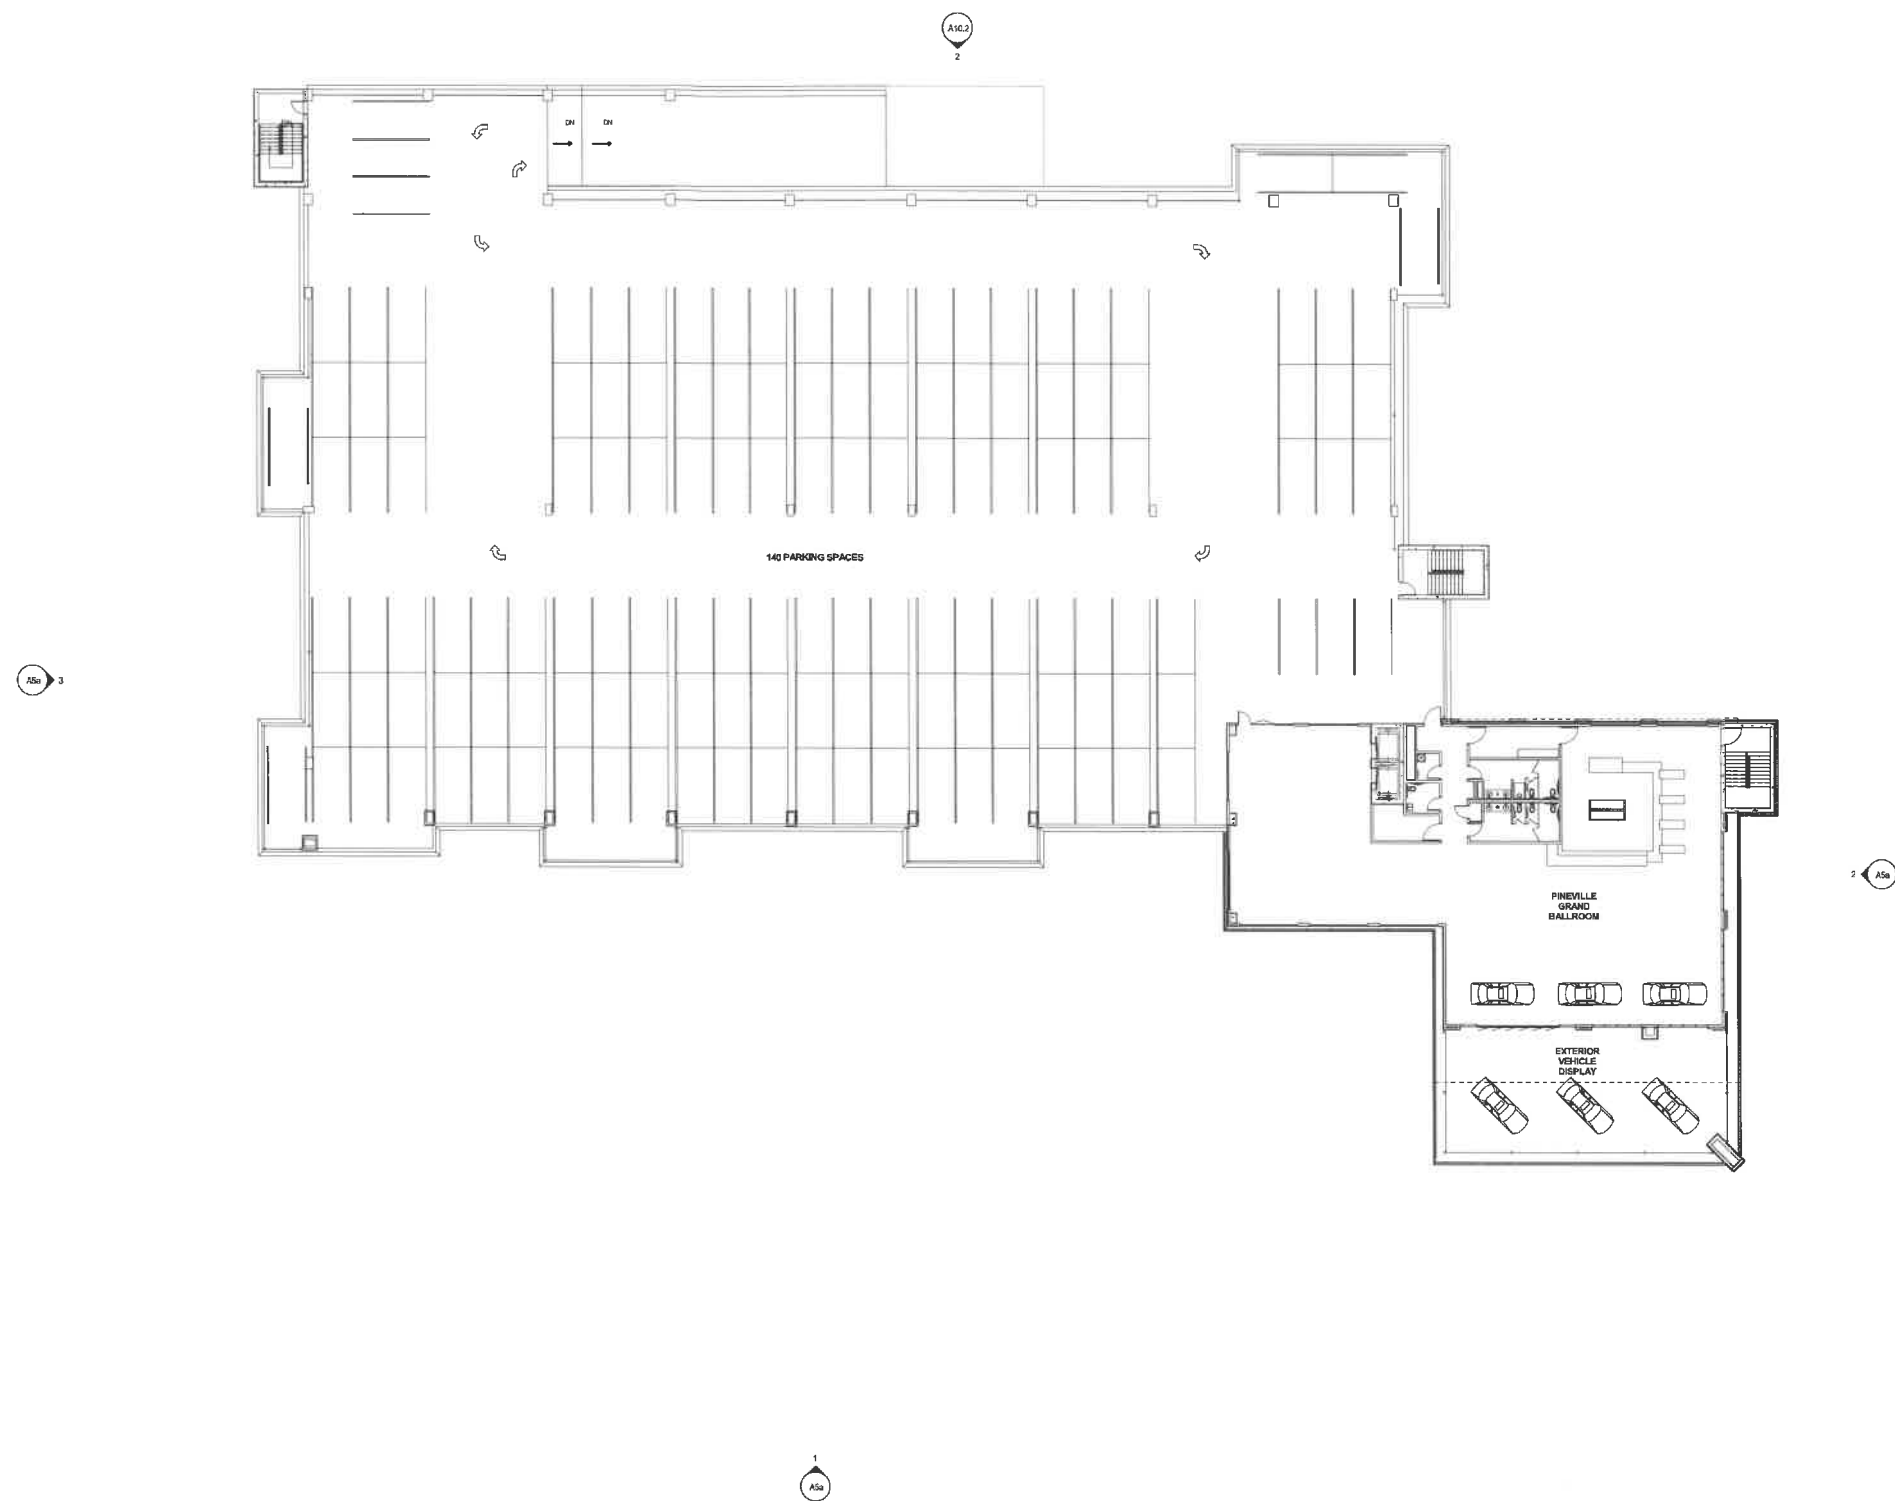 A10.2
2
DN DN
140 PARKING SPACES
A5a 3
2 A5a
PINEVILLE
GRAND
BALLROOM
EXTERIOR
VEHICLE
DISPLAY
1
A5a